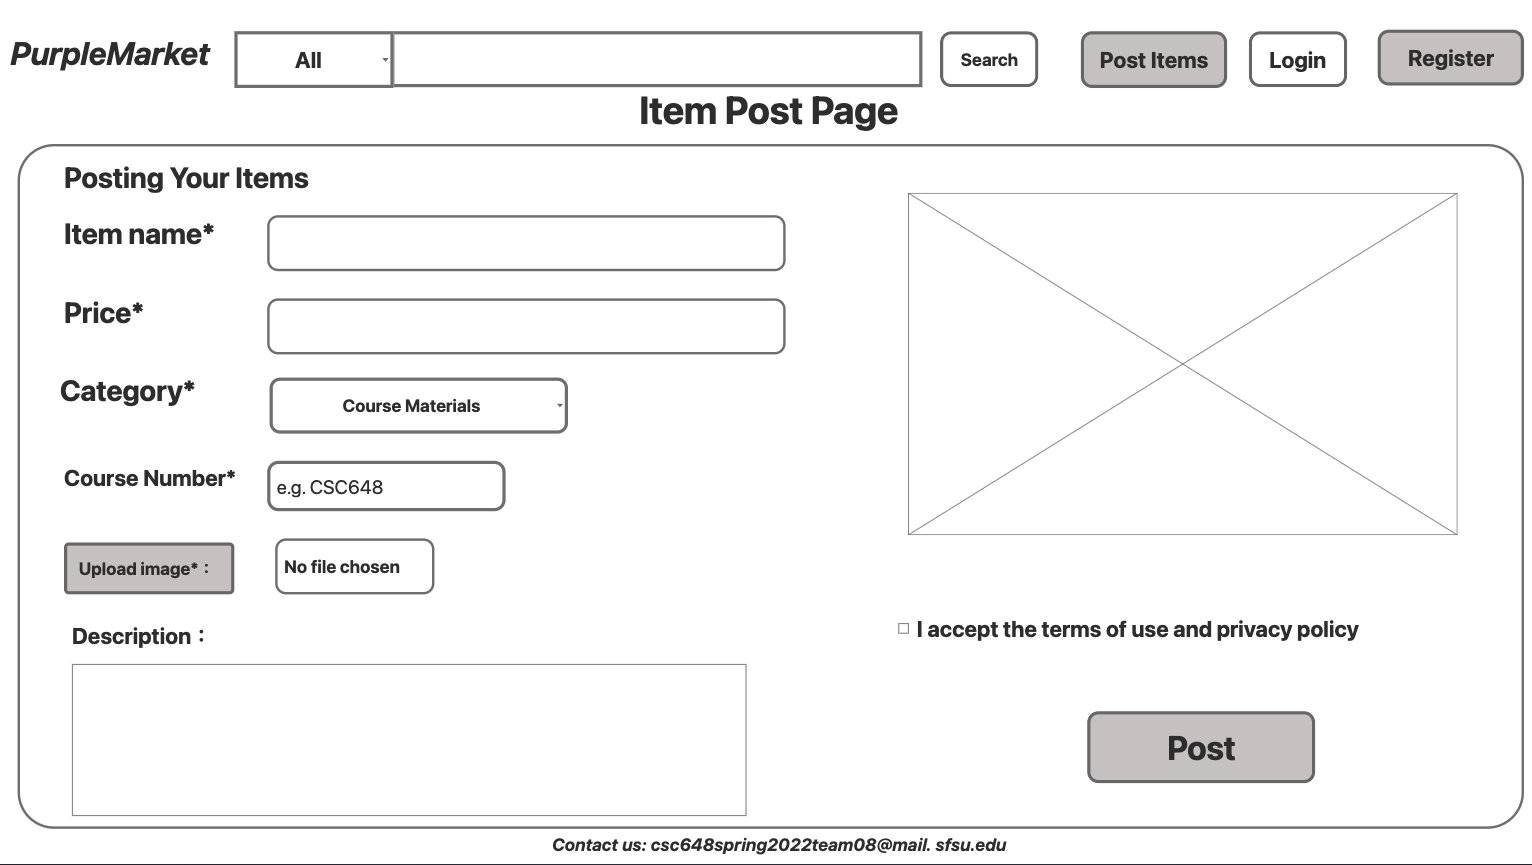 PurpleMarket
All
Search
Post Items
Login
Register
Item Post Page
Posting Your Items
Item name*
Price*
Category*
Course Materials
Course Number*
e.g. CSC648
Upload image* :
No file chosen
Description :
I accept the terms of use and privacy policy
Post
Contact us: csc648spring2022team08@mail. sfsu.edu